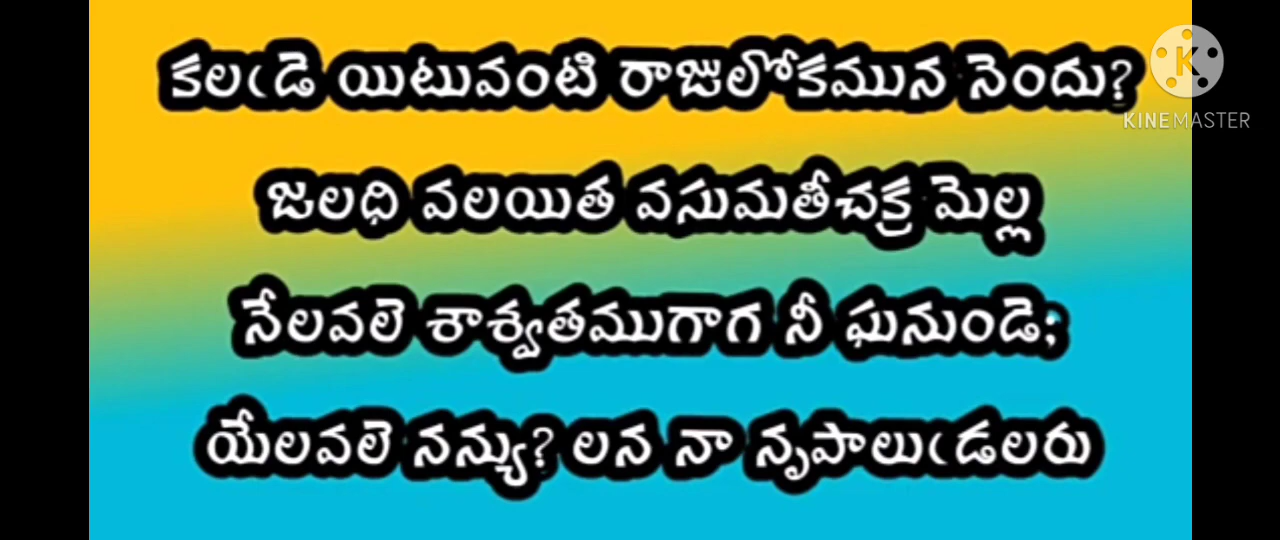 కలఁడె యిటువంటి రాజులోకమున నెందు?
జలధి వలయిత వసుమతీచక్ర మెల్ల
నేలవలె శాశ్వతముగాగ నీ ఘనుండె;
యేలవలె నన్యు? లన నా నృపాలుఁడలరు
KINEMASTER